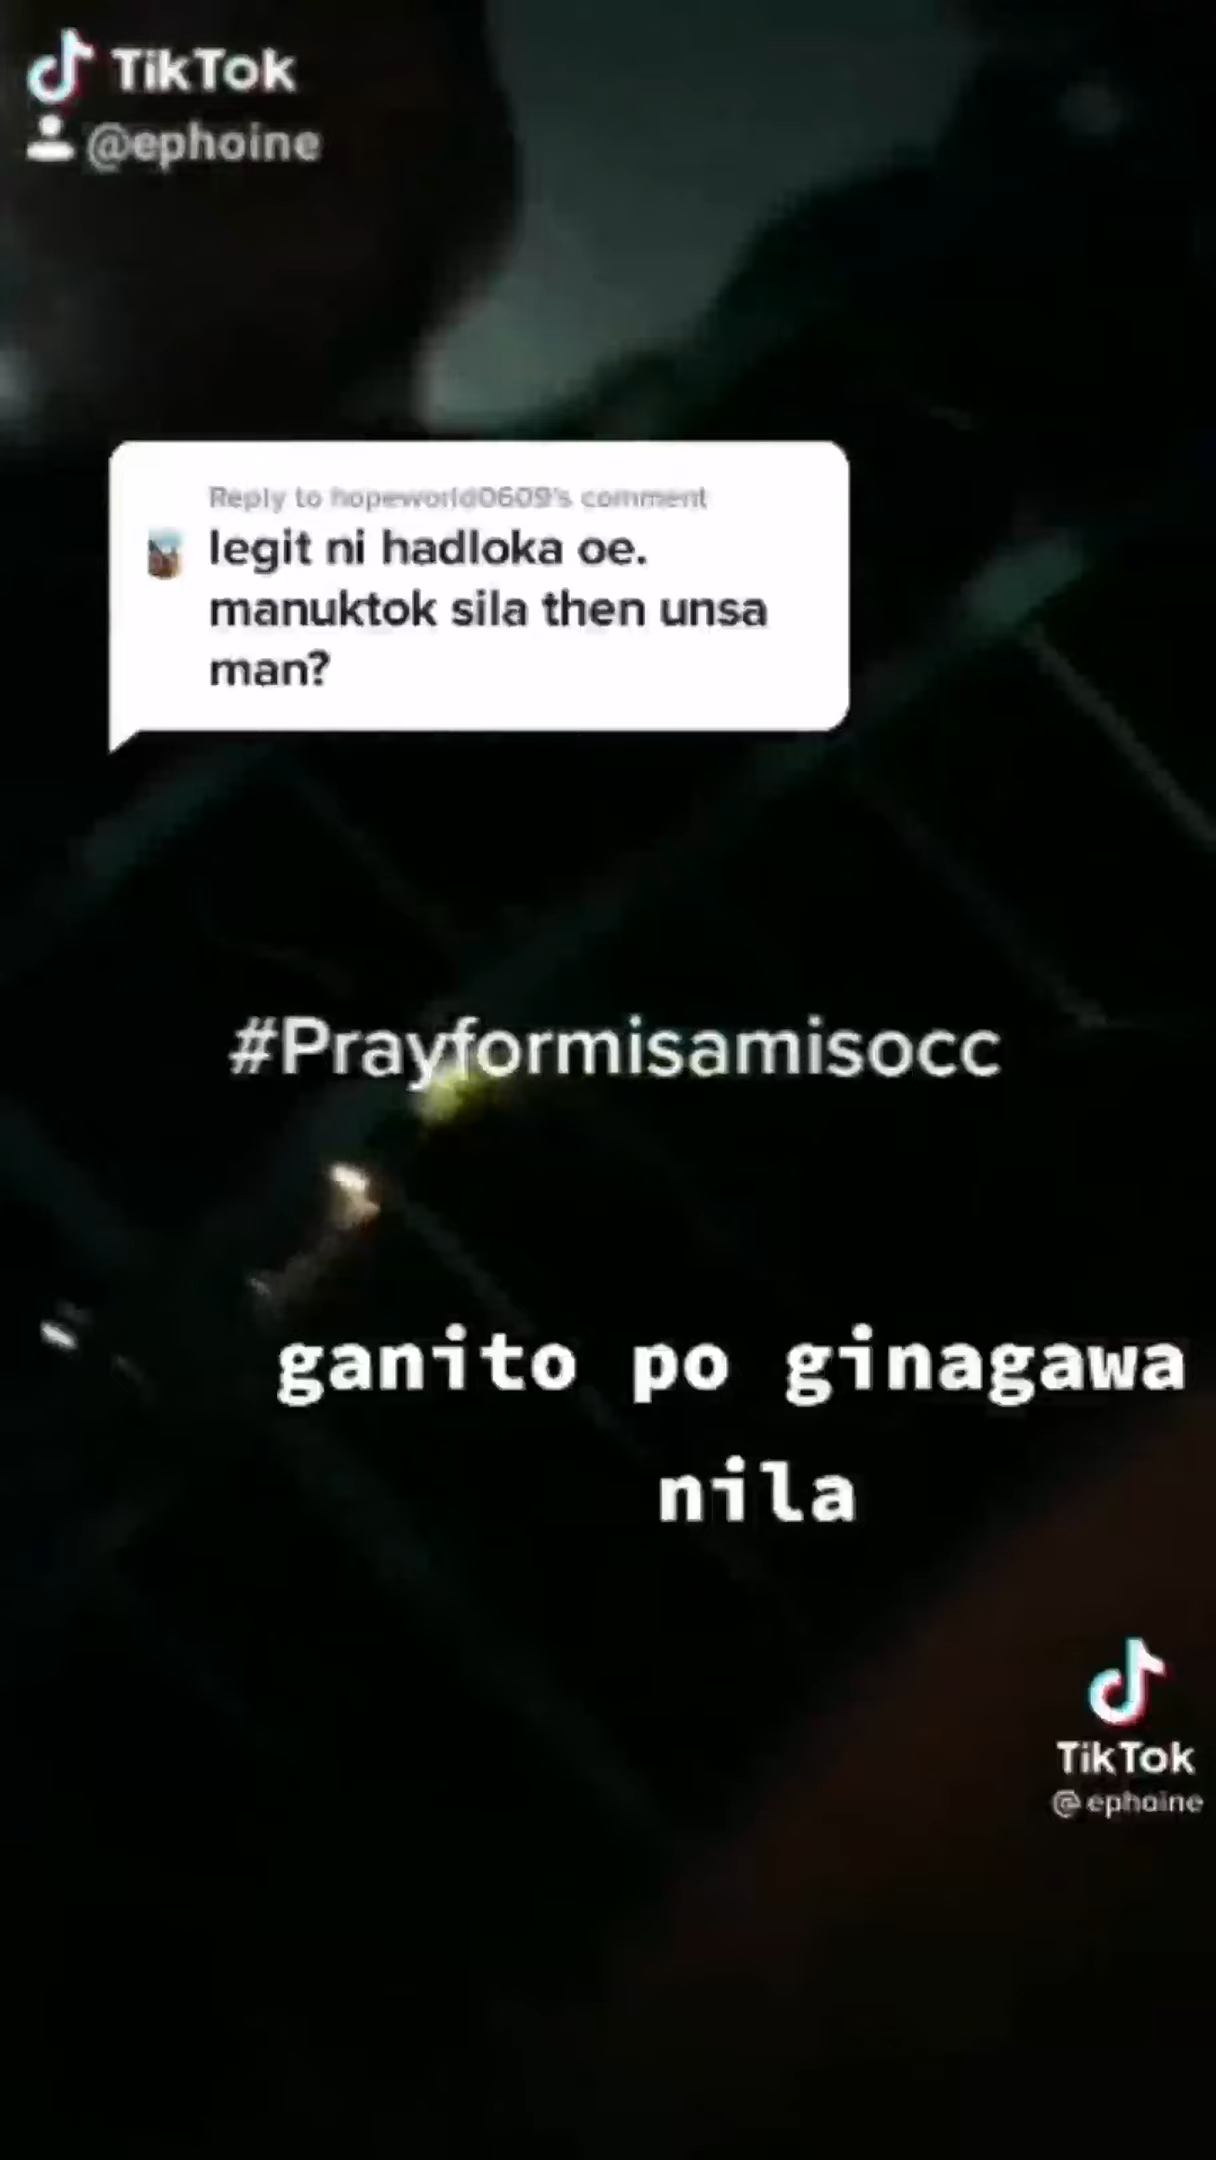 TikTok
@ephoine
Reply to hopeworld0609's comment
legit ni hadloka oe.
manuktok sila then unsa
man?
#Prayformisamisocc
ganito po ginagawa
nila
TikTok
@ephoine